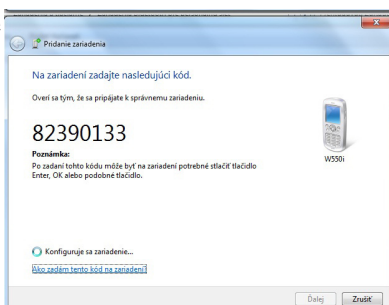 Pridanie zariadenia
Na zariadení zadajte nasledujúci kód.
Overí sa tým, že sa pripájate k správnemu zariadeniu.
82390133
Poznámka:
Po zadaní tohto kódu môže byť na zariadení potrebné stlačiť tlačidlo
Enter, OK alebo podobné tlačidlo.
W550i
Konfiguruje sa zariadenie...
Ako zadám tento kód na zariadení?
Ďalej
Zrušiť